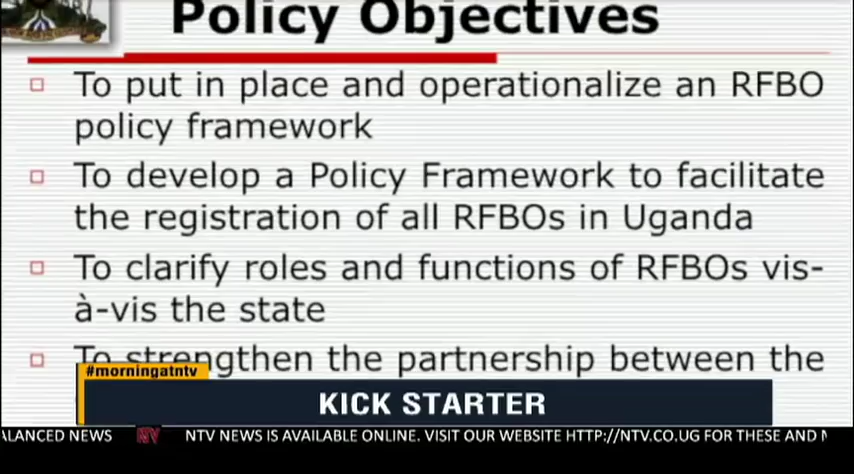 Policy Objectives
To put in place and operationalize an RFBO
policy framework
To develop a Policy Framework to facilitate
the registration of all RFBOs in Uganda
To clarify roles and functions of RFBOs vis-
à-vis the state
To strengthen the partnership between the
#morningatntv
KICK STARTER
ALANCED NEWS NTV NTV NEWS IS AVAILABLE ONLINE. VISIT OUR WEBSITE HTTP://NTV.CO.UG FOR THESE AND